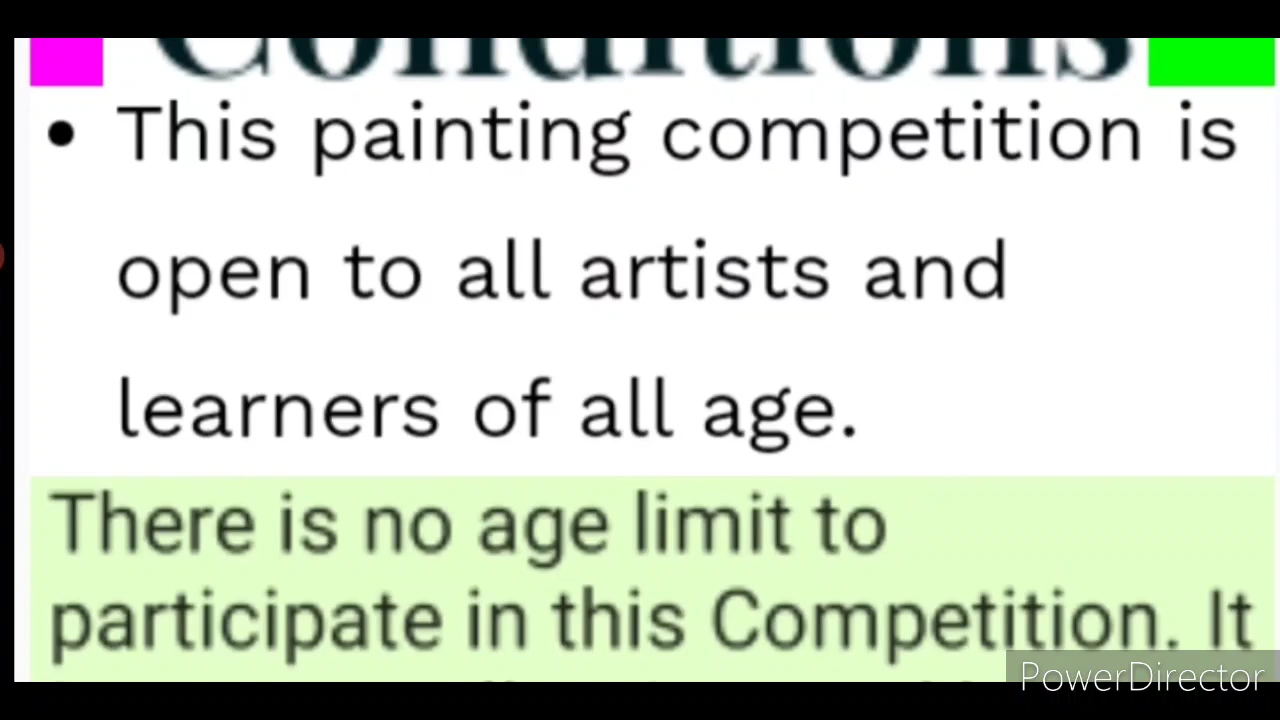 Conditions
• This painting competition is
open to all artists and
learners of all age.
There is no age limit to
participate in this Competition. It
PowerDirector